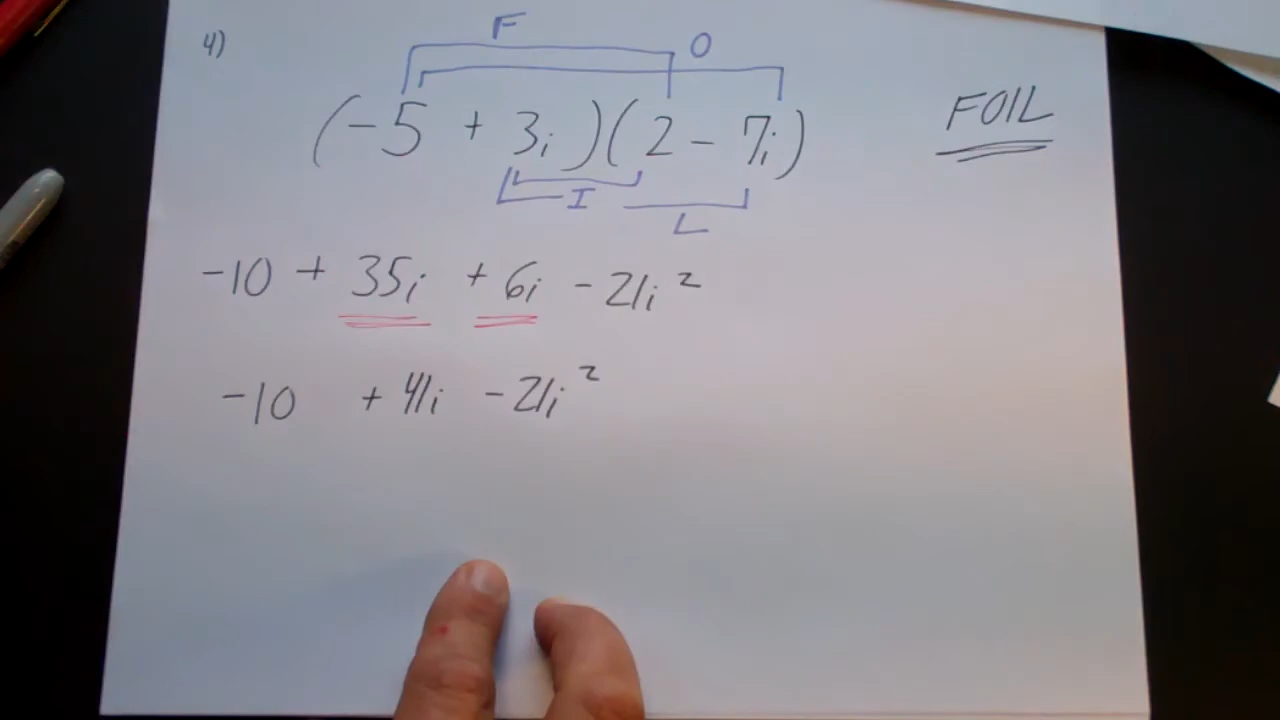 4)
F O
(-5 + 3i)(2 - 7i)
FOIL
I
L
-10 + 35i + 6i - 21i²
-10 + 41i - 21i²